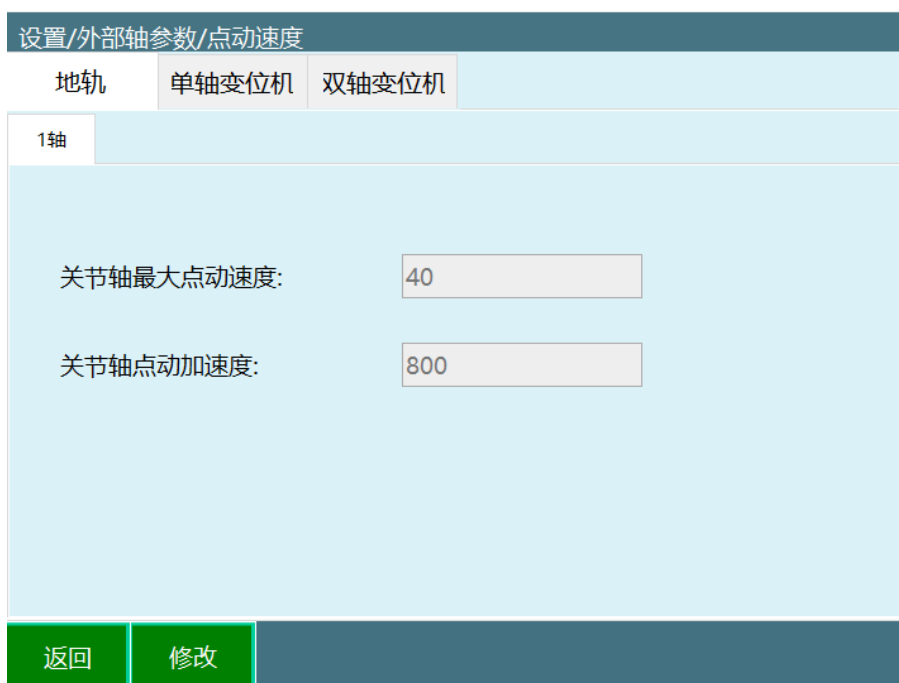 设置/外部轴参数/点动速度
地轨 单轴变位机 双轴变位机
1轴
关节轴最大点动速度: 40
关节轴点动加速度: 800
返回 修改